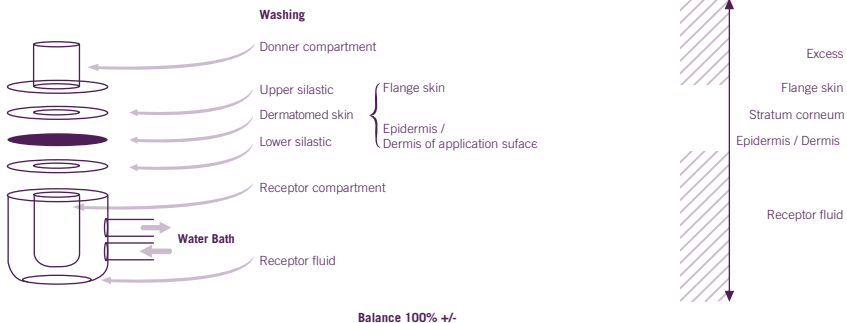 Washing
Donner compartment
Upper silastic
Dermatomed skin
Lower silastic
Flange skin
Epidermis /
Dermis of application suface
Receptor compartment
Water Bath
Receptor fluid
Balance 100% +/-
Excess
Flange skin
Stratum corneum
Epidermis / Dermis
Receptor fluid